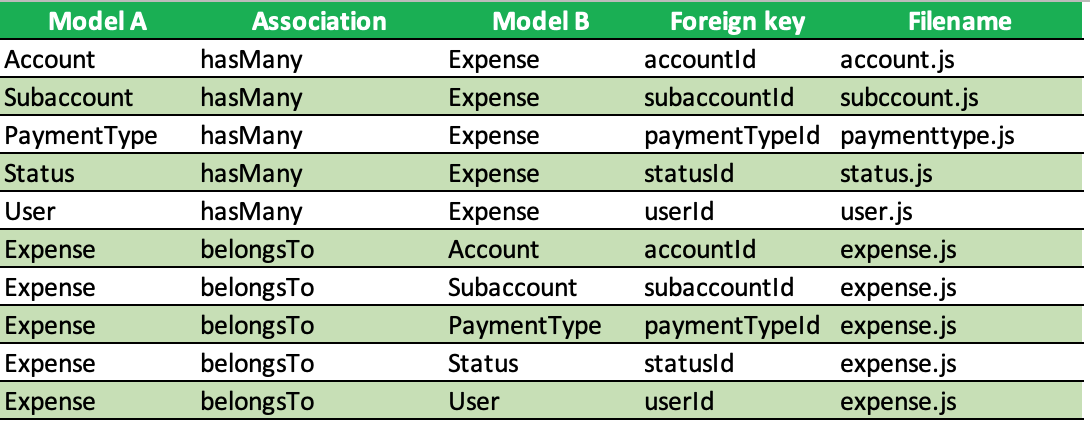 Model A Association Model B Foreign key Filename
Account hasMany Expense accountId account.js
Subaccount hasMany Expense subaccountId subccount.js
PaymentType hasMany Expense paymentTypeId paymenttype.js
Status hasMany Expense statusId status.js
User hasMany Expense userId user.js
Expense belongsTo Account accountId expense.js
Expense belongsTo Subaccount subaccountId expense.js
Expense belongsTo PaymentType paymentTypeId expense.js
Expense belongsTo Status statusId expense.js
Expense belongsTo User userId expense.js